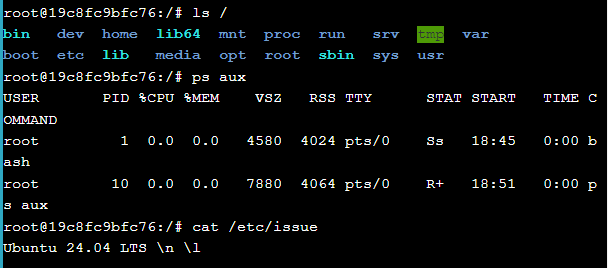 root@19c8fc9bfc76:/# ls /
bin   dev  home  lib64  mnt  proc  run   srv  tmp  var
boot  etc  lib   media  opt  root  sbin  sys  usr
root@19c8fc9bfc76:/# ps aux
USER         PID %CPU %MEM    VSZ   RSS TTY      STAT START   TIME C
OMMAND
root           1  0.0  0.0   4580  4024 pts/0    Ss   18:45   0:00 b
ash
root          10  0.0  0.0   7880  4064 pts/0    R+   18:51   0:00 p
s aux
root@19c8fc9bfc76:/# cat /etc/issue
Ubuntu 24.04 LTS \n \l